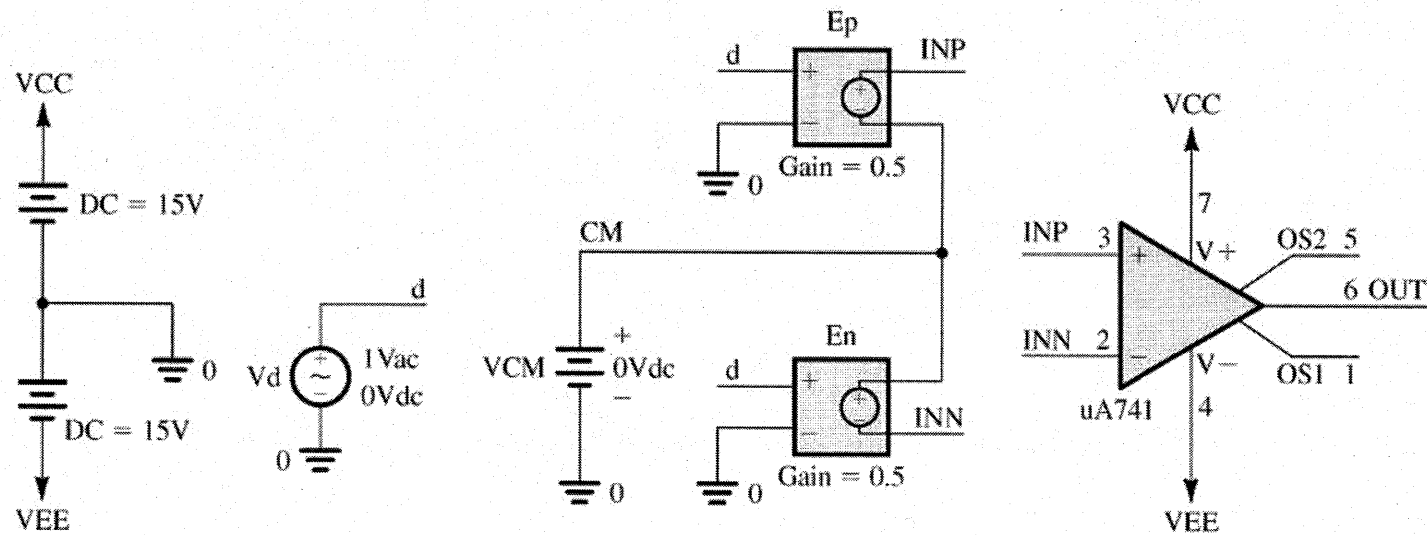 VCC
DC = 15V
0
DC = 15V
VEE
d
Vd
+
~
−
1Vac
0Vdc
0
CM
VCM
+
0Vdc
−
0
Ep
d
INP
+
−
+
−
Gain = 0.5
0
En
d
+
−
+
−
INN
Gain = 0.5
0
VCC
7
INP 3
+
V+
OS2 5
6 OUT
INN 2
−
V−
OS1 1
uA741
4
VEE